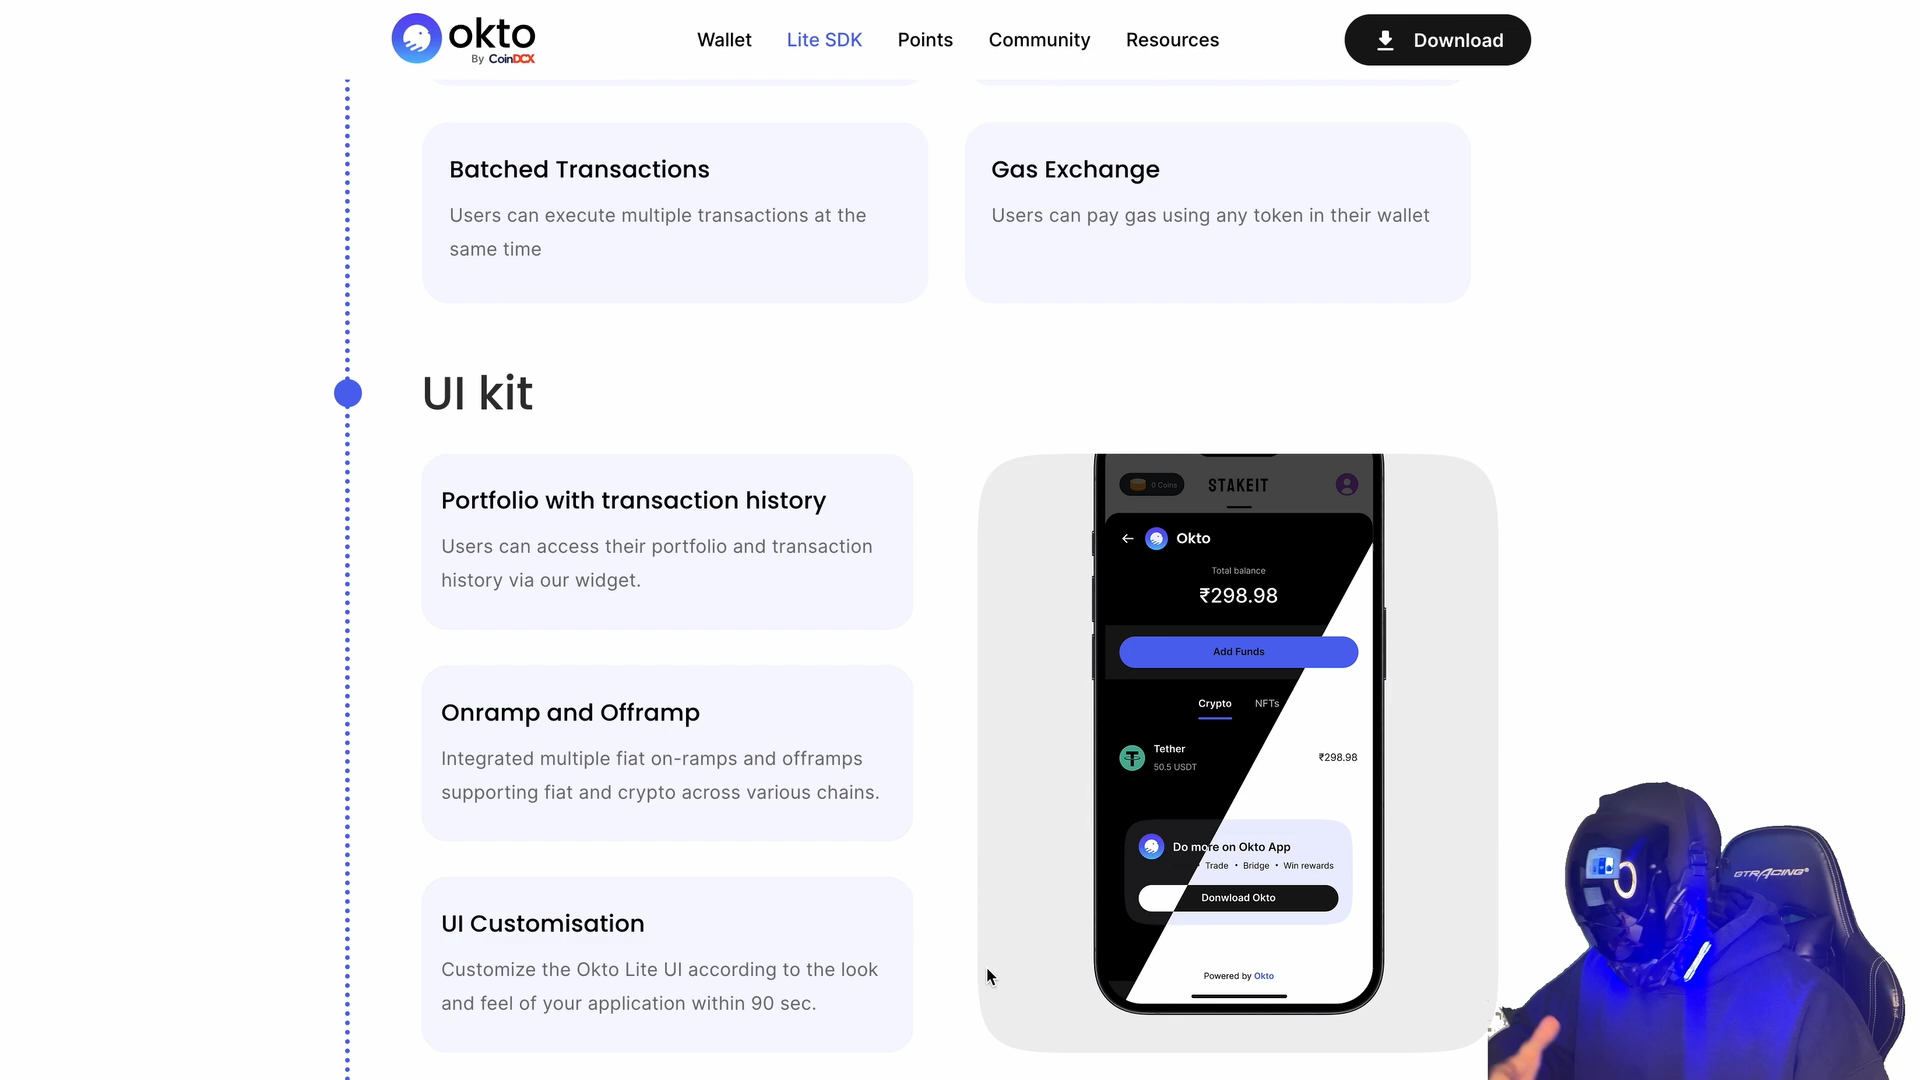 okto
By CoinDCX
Wallet
Lite SDK
Points
Community
Resources
Download
Batched Transactions
Users can execute multiple transactions at the
same time
Gas Exchange
Users can pay gas using any token in their wallet
UI kit
Portfolio with transaction history
Users can access their portfolio and transaction
history via our widget.
Onramp and Offramp
Integrated multiple fiat on-ramps and offramps
supporting fiat and crypto across various chains.
UI Customisation
Customize the Okto Lite UI according to the look
and feel of your application within 90 sec.
0 Coins
STAKEIT
Okto
Total balance
₹298.98
Add Funds
Crypto
NFTs
Tether
50.5 USDT
₹298.98
Do more on Okto App
• Trade • Bridge • Win rewards
Donwload Okto
Powered by Okto
GTRACING